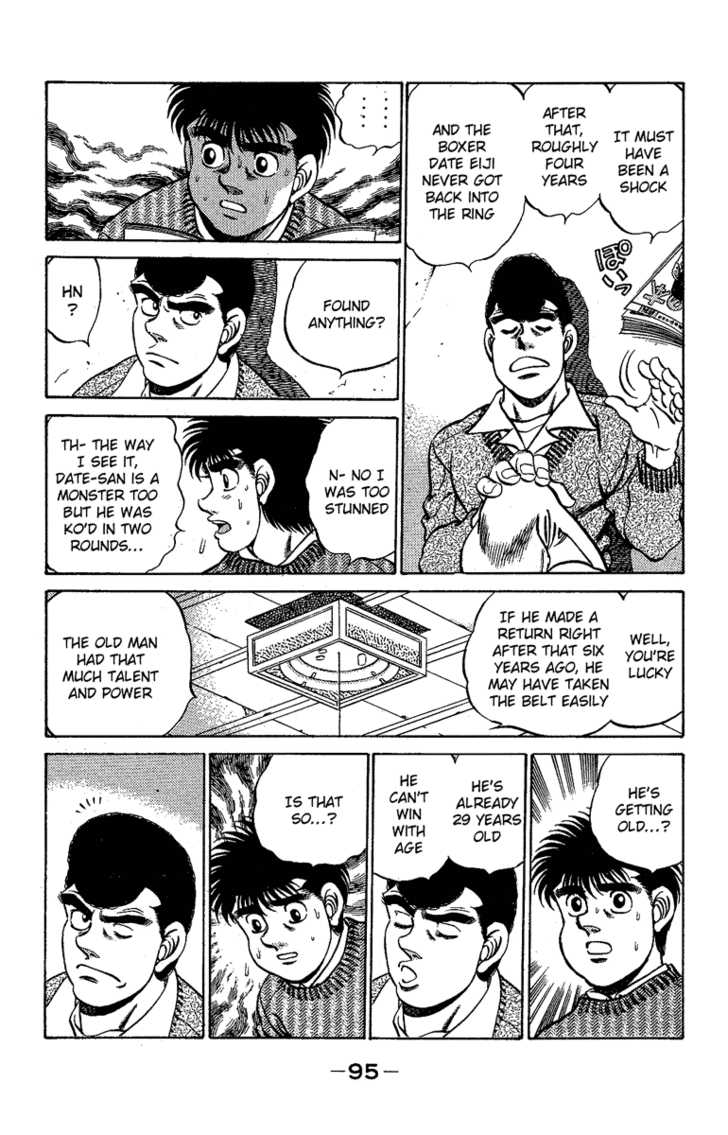 IT MUST
HAVE
BEEN A
SHOCK
AFTER
THAT,
ROUGHLY
FOUR
YEARS
AND THE
BOXER
DATE EIJI
NEVER GOT
BACK INTO
THE RING
ぽいっ
......
FOUND
ANYTHING?
HN
?
N- NO I
WAS TOO
STUNNED
TH- THE WAY
I SEE IT,
DATE-SAN IS A
MONSTER TOO
BUT HE WAS
KO'D IN TWO
ROUNDS...
WELL,
YOU'RE
LUCKY
IF HE MADE A
RETURN RIGHT
AFTER THAT SIX
YEARS AGO, HE
MAY HAVE TAKEN
THE BELT EASILY
THE OLD MAN
HAD THAT
MUCH TALENT
AND POWER
HE'S
GETTING
OLD...?
HE'S
ALREADY
29 YEARS
OLD
HE
CAN'T
WIN
WITH
AGE
IS THAT
SO...?
-95-